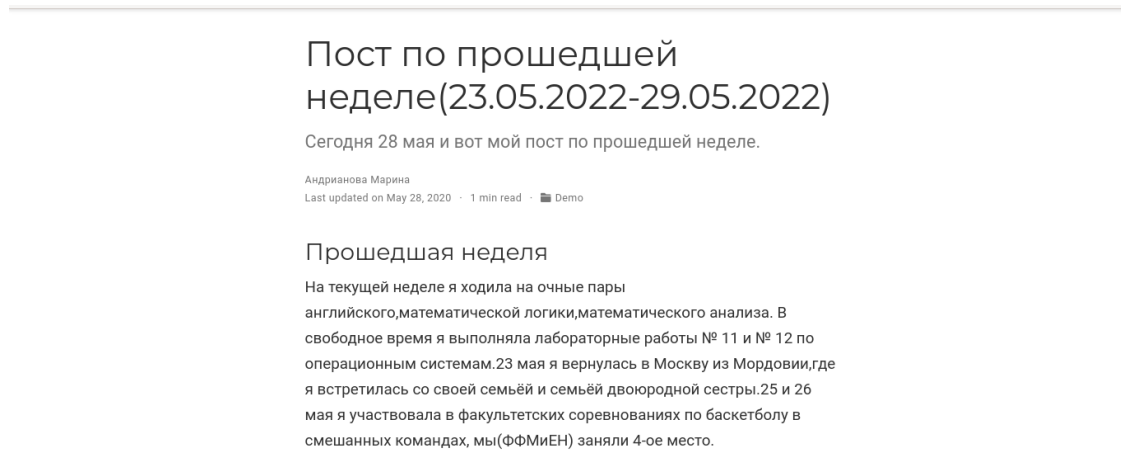 Пост по прошедшей
неделе(23.05.2022-29.05.2022)
Сегодня 28 мая и вот мой пост по прошедшей неделе.
Андрианова Марина
Last updated on May 28, 2020 · 1 min read · Demo
Прошедшая неделя
На текущей неделе я ходила на очные пары
английского,математической логики,математического анализа. В
свободное время я выполняла лабораторные работы № 11 и № 12 по
операционным системам.23 мая я вернулась в Москву из Мордовии,где
я встретилась со своей семьёй и семьёй двоюродной сестры.25 и 26
мая я участвовала в факультетских соревнованиях по баскетболу в
смешанных командах, мы(ФФМиЕН) заняли 4-ое место.